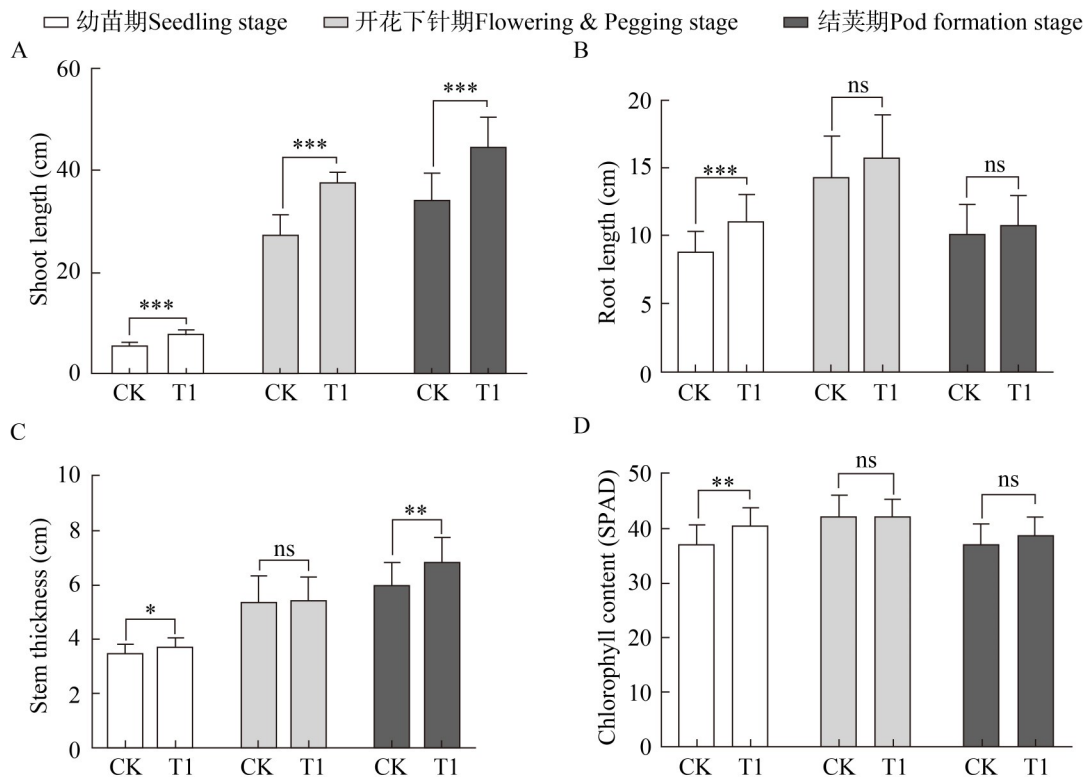 幼苗期Seedling stage 开花下针期Flowering & Pegging stage 结荚期Pod formation stage
A
B
60
40
20
0
Shoot length (cm)
***
***
***
CK T1 CK T1 CK T1
20
15
10
5
0
Root length (cm)
***
ns
ns
CK T1 CK T1 CK T1
C
D
10
8
6
4
2
0
Stem thickness (cm)
*
ns
**
CK T1 CK T1 CK T1
50
40
30
20
10
0
Chlorophyll content (SPAD)
**
ns
ns
CK T1 CK T1 CK T1